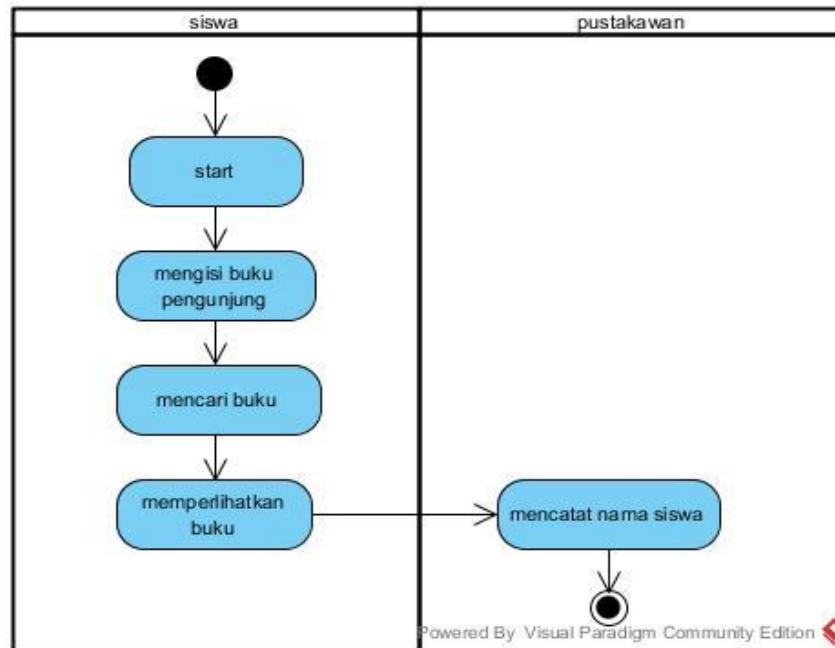 siswa
pustakawan
start
mengisi buku
pengunjung
mencari buku
memperlihatkan
buku
mencatat nama siswa
Powered By Visual Paradigm Community Edition